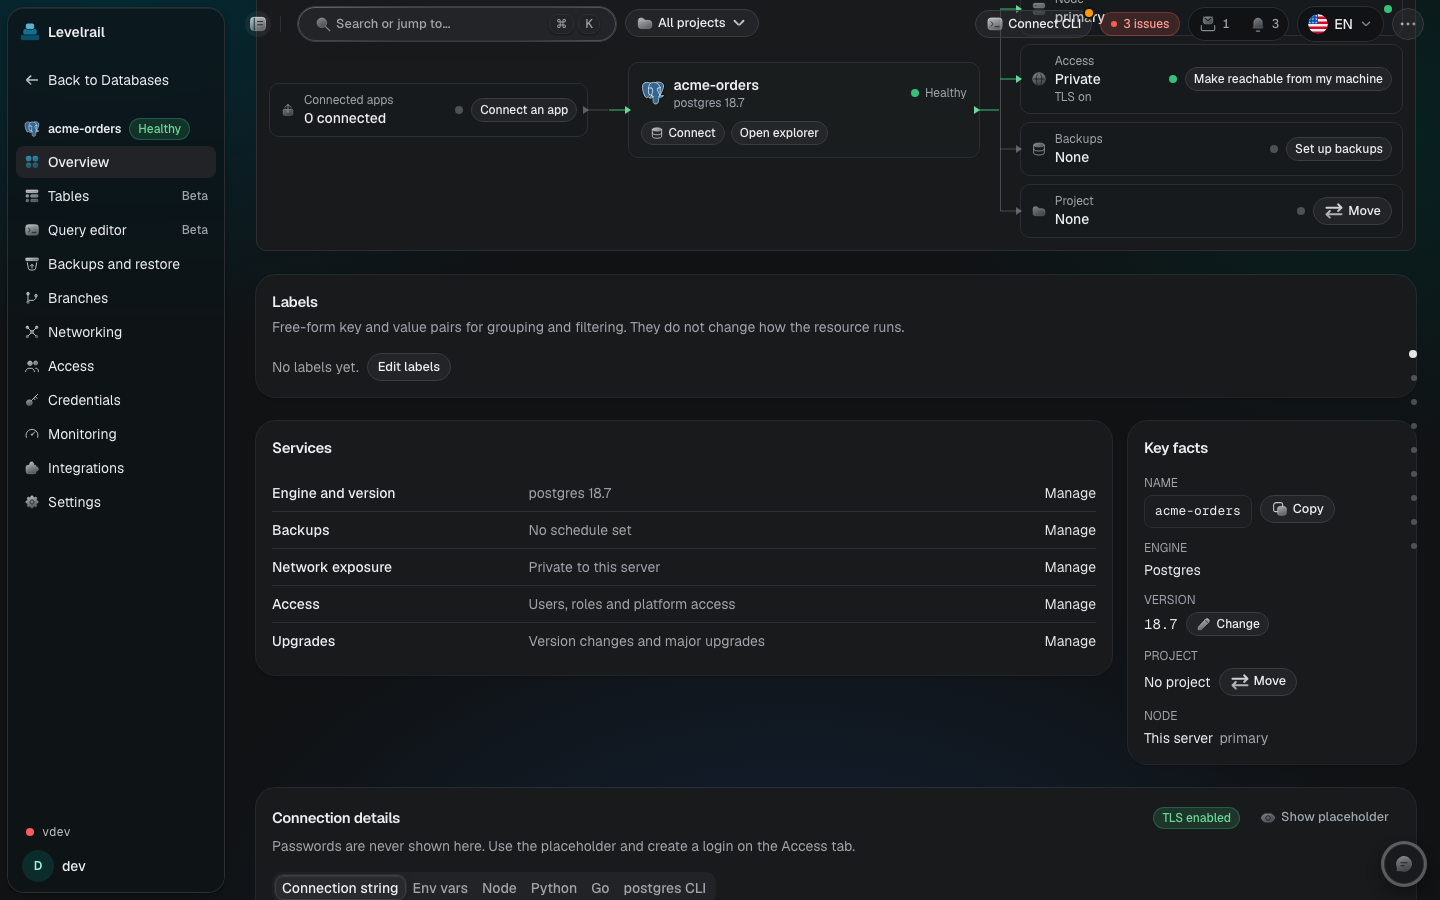 Levelrail
Back to Databases
acme-orders Healthy
Overview
Tables Beta
Query editor Beta
Backups and restore
Branches
Networking
Access
Credentials
Monitoring
Integrations
Settings
vdev
D dev
Search or jump to… ⌘ K
All projects
Node
primary
Connect CLI
3 issues
1
3
EN
Connected apps
0 connected
Connect an app
acme-orders
postgres 18.7
Healthy
Connect
Open explorer
Access
Private
TLS on
Make reachable from my machine
Backups
None
Set up backups
Project
None
Move
Labels
Free-form key and value pairs for grouping and filtering. They do not change how the resource runs.
No labels yet. Edit labels
Services
Engine and version postgres 18.7 Manage
Backups No schedule set Manage
Network exposure Private to this server Manage
Access Users, roles and platform access Manage
Upgrades Version changes and major upgrades Manage
Key facts
NAME
acme-orders Copy
ENGINE
Postgres
VERSION
18.7 Change
PROJECT
No project Move
NODE
This server primary
Connection details
TLS enabled Show placeholder
Passwords are never shown here. Use the placeholder and create a login on the Access tab.
Connection string Env vars Node Python Go postgres CLI